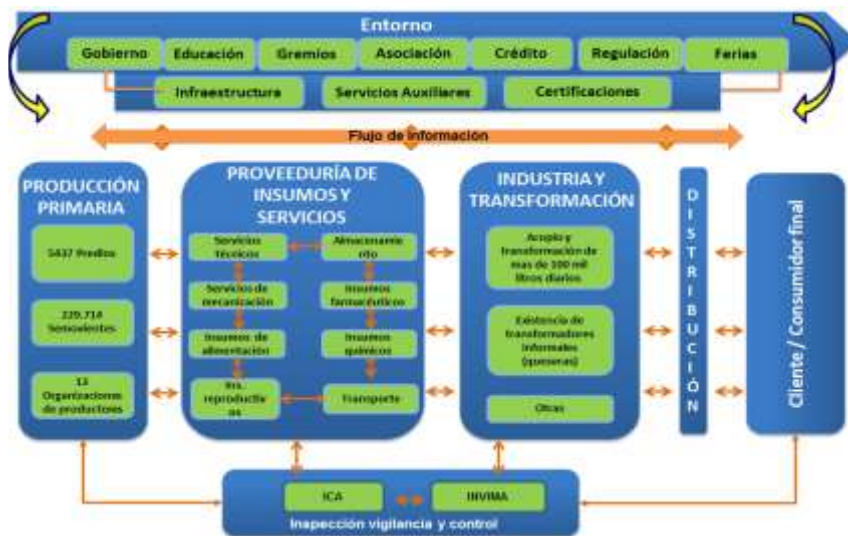 Entorno
Gobierno
Educación
Gremios
Asociación
Crédito
Regulación
Ferias
Infraestructura
Servicios Auxiliares
Certificaciones
Flujo de información
PRODUCCIÓN
PRIMARIA
5437 Predios
229.714
Semovientes
13
Organizaciones
de productores
PROVEEDURÍA DE
INSUMOS Y
SERVICIOS
Servicios
técnicos
Almacenamie
nto
Servicios de
mecanización
Insumos
farmacéuticos
Insumos de
alimentación
Insumos
químicos
Ins.
reproductiv
os
Transporte
INDUSTRIA Y
TRANSFORMACIÓN
Acopio y
transformación de
mas de 100 mil
litros diarios
Existencia de
transformadores
informales
(queseras)
Otras
DISTRIBUCIÓN
Cliente / Consumidor final
ICA
INVIMA
Inspección vigilancia y control